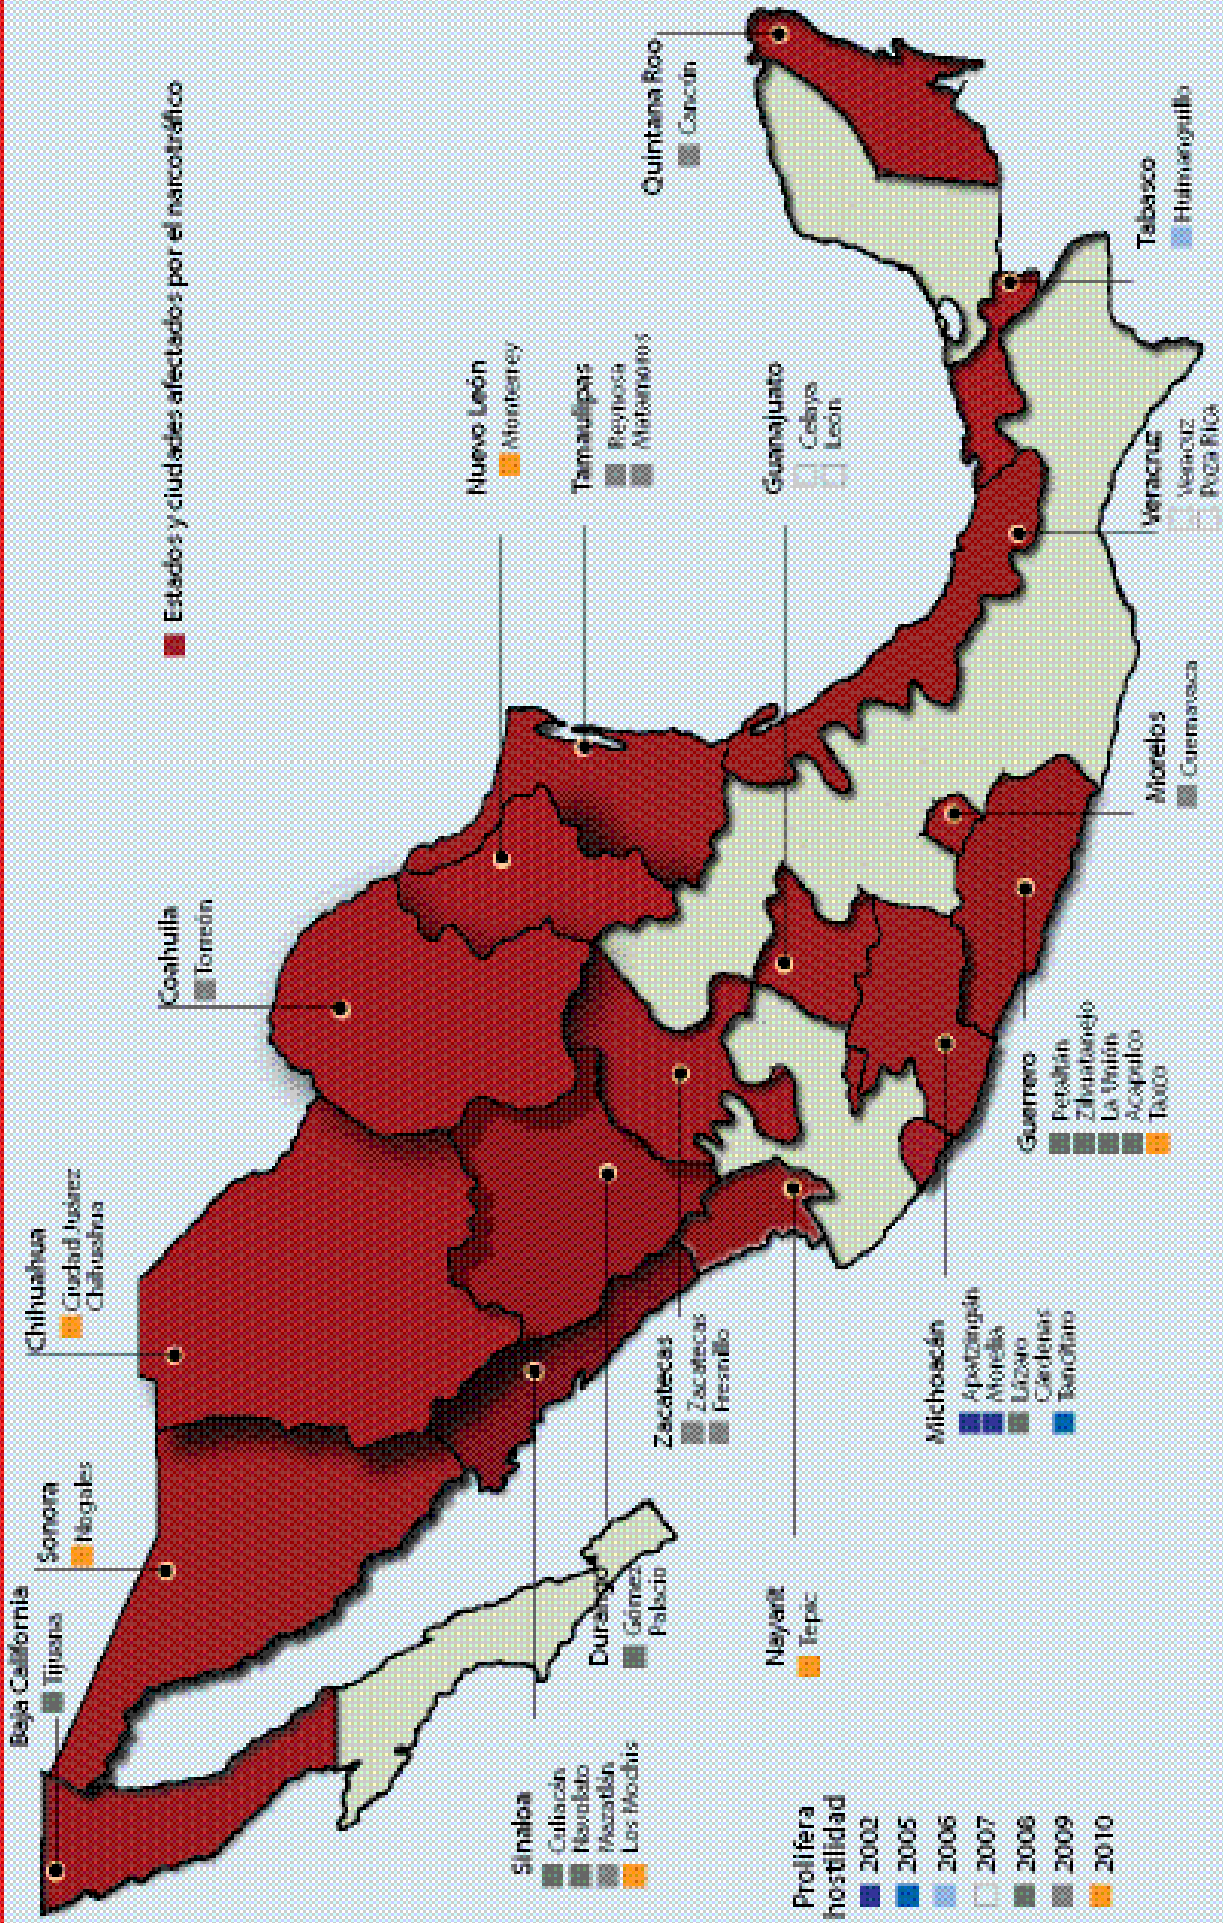 Estados y ciudades afectados por el narcotráfico
Baja California
Tijuana
Sonora
Nogales
Chihuahua
Ciudad Juárez
Chihuahua
Coahuila
Torreón
Nuevo León
Monterrey
Tamaulipas
Reynosa
Matamoros
Guanajuato
Celaya
León
Quintana Roo
Cancún
Sinaloa
Culiacán
Navolato
Mazatlán
Los Mochis
Durango
Gómez
Palacio
Zacatecas
Zacatecas
Fresnillo
Nayarit
Tepic
Michoacán
Apatzingán
Morelia
Lázaro
Cárdenas
Tancítaro
Guerrero
Petatlán
Zihuatanejo
La Unión
Acapulco
Taxco
Morelos
Cuernavaca
Veracruz
Veracruz
Poza Rica
Tabasco
Huimanguillo
Prolifera
hostilidad
2002
2005
2006
2007
2008
2009
2010